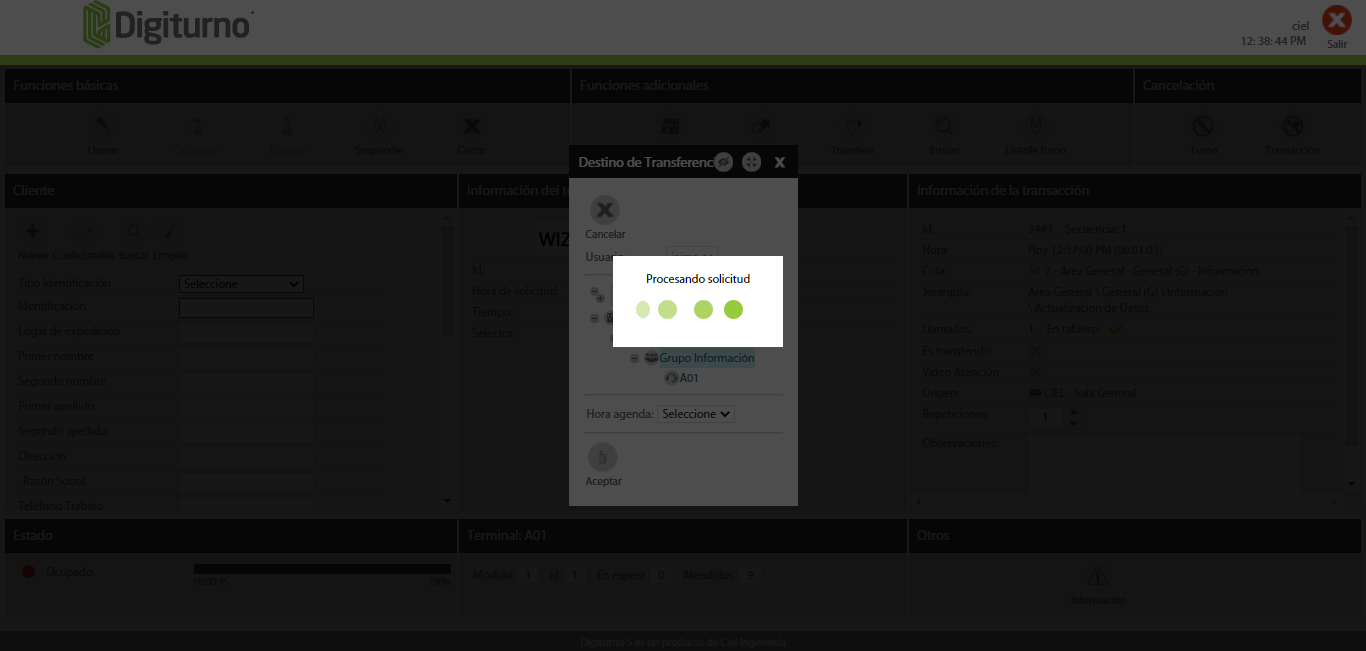 Digiturno
ciel
12: 38: 44 PM
Salir
Funciones básicas
Funciones adicionales
Cancelación
Llamar
Suspender
Cerrar
Transferir
Buscar
Detalle turno
Turno
Transacción
Destino de Transferenc
Cliente
Información del t
Información de la transacción
Nuevo C. adicionales Buscar Limpiar
Tipo Identificación Seleccione
Identificación
Lugar de expedición
Primer nombre
Segundo nombre
Primer apellido
Segundo apellido
Dirección
. Razón Social
Teléfono Trabajo
WIZ
Id:
Hora de solicitud:
Tiempo:
Selector:
Cancelar
Usuario
Procesando solicitud
Grupo Información
A01
Hora agenda: Seleccione
Aceptar
Id: 3449 Secuencia: 1
Hora: Hoy 12:37:00 PM (00:01:03)
Cola: 7 - Area General - General (G) - Informacion
Jerarquía: Area General \ General (G) \ Informacion
\ Actualizacion de Datos
Llamados: 1 En tablero:
Es transferido:
Video Atención
Origen: CIEL - Sala General
Repeticiones: 1
Observaciones:
Estado
Ocupado
00:00:45 100%
Terminal: A01
Módulo: 1 Id: 1 En espera: 0 Atendidos: 9
Otros
Información
Digiturno 5 es un producto de Ciel Ingeniería